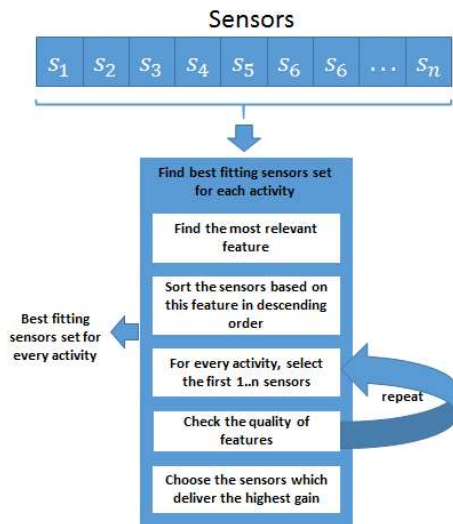 Sensors
S₁ S₂ S₃ S₄ S₅ S₆ S₆ ... Sₙ
Find best fitting sensors set
for each activity
Find the most relevant
feature
Sort the sensors based on
this feature in descending
order
Best fitting
sensors set for
every activity
For every activity, select
the first 1..n sensors
repeat
Check the quality of
features
Choose the sensors which
deliver the highest gain